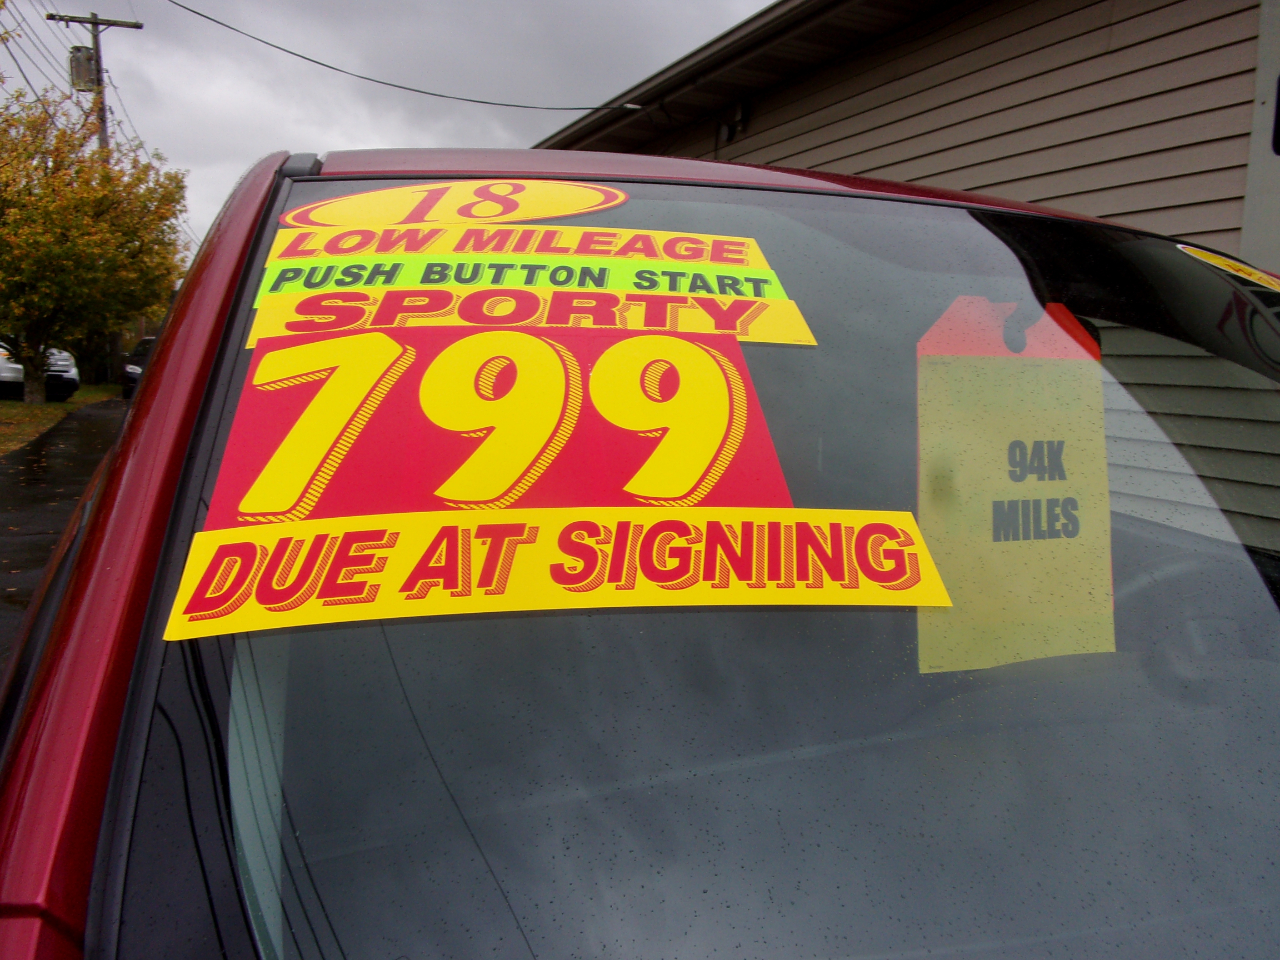 18
LOW MILEAGE
PUSH BUTTON START
SPORTY
799
DUE AT SIGNING
94K
MILES